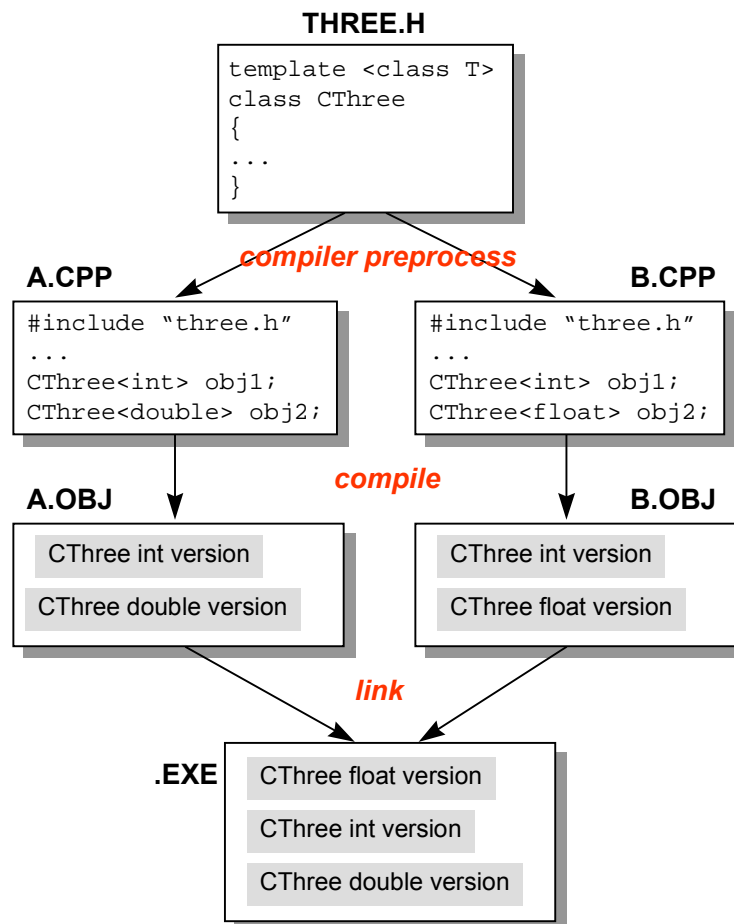 THREE.H
template <class T>
class CThree
{
...
}
compiler preprocess
A.CPP
#include “three.h”
...
CThree<int> obj1;
CThree<double> obj2;
B.CPP
#include “three.h”
...
CThree<int> obj1;
CThree<float> obj2;
compile
A.OBJ
CThree int version
CThree double version
B.OBJ
CThree int version
CThree float version
link
.EXE
CThree float version
CThree int version
CThree double version